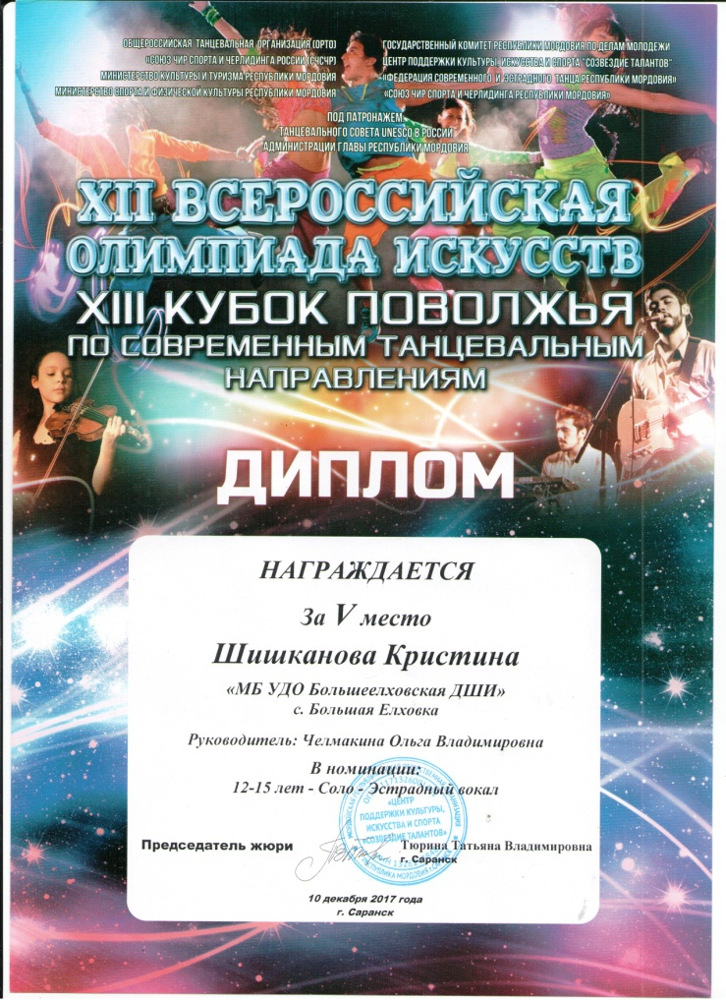 ОБЩЕРОССИЙСКАЯ ТАНЦЕВАЛЬНАЯ ОРГАНИЗАЦИЯ (ОРТО)
«СОЮЗ ЧИР СПОРТА И ЧЕРЛИДИНГА РОССИИ (СЧСЧР)
МИНИСТЕРСТВО КУЛЬТУРЫ И ТУРИЗМА РЕСПУБЛИКИ МОРДОВИЯ
МИНИСТЕРСТВО СПОРТА И ФИЗИЧЕСКОЙ КУЛЬТУРЫ РЕСПУБЛИКИ МОРДОВИЯ
ГОСУДАРСТВЕННЫЙ КОМИТЕТ РЕСПУБЛИКИ МОРДОВИЯ ПО ДЕЛАМ МОЛОДЕЖИ
ЦЕНТР ПОДДЕРЖКИ КУЛЬТУРЫ, ИСКУССТВА И СПОРТА "СОЗВЕЗДИЕ ТАЛАНТОВ"
«ФЕДЕРАЦИЯ СОВРЕМЕННОГО И ЭСТРАДНОГО ТАНЦА РЕСПУБЛИКИ МОРДОВИЯ»
«СОЮЗ ЧИР СПОРТА И ЧЕРЛИДИНГА РЕСПУБЛИКИ МОРДОВИЯ»
ПОД ПАТРОНАЖЕМ:
ТАНЦЕВАЛЬНОГО СОВЕТА UNESCO В РОССИИ
АДМИНИСТРАЦИИ ГЛАВЫ РЕСПУБЛИКИ МОРДОВИЯ
XII ВСЕРОССИЙСКАЯ
ОЛИМПИАДА ИСКУССТВ
XIII КУБОК ПОВОЛЖЬЯ
ПО СОВРЕМЕННЫМ ТАНЦЕВАЛЬНЫМ
НАПРАВЛЕНИЯМ
ДИПЛОМ
НАГРАЖДАЕТСЯ
За V место
Шишканова Кристина
«МБ УДО Большеелховская ДШИ»
с. Большая Елховка
Руководитель: Челмакина Ольга Владимировна
В номинации:
12-15 лет - Соло - Эстрадный вокал
«ЦЕНТР
ПОДДЕРЖКИ КУЛЬТУРЫ,
ИСКУССТВА И СПОРТА
«СОЗВЕЗДИЕ ТАЛАНТОВ»
Председатель жюри
Тюрина Татьяна Владимировна
г. Саранск
10 декабря 2017 года
г. Саранск